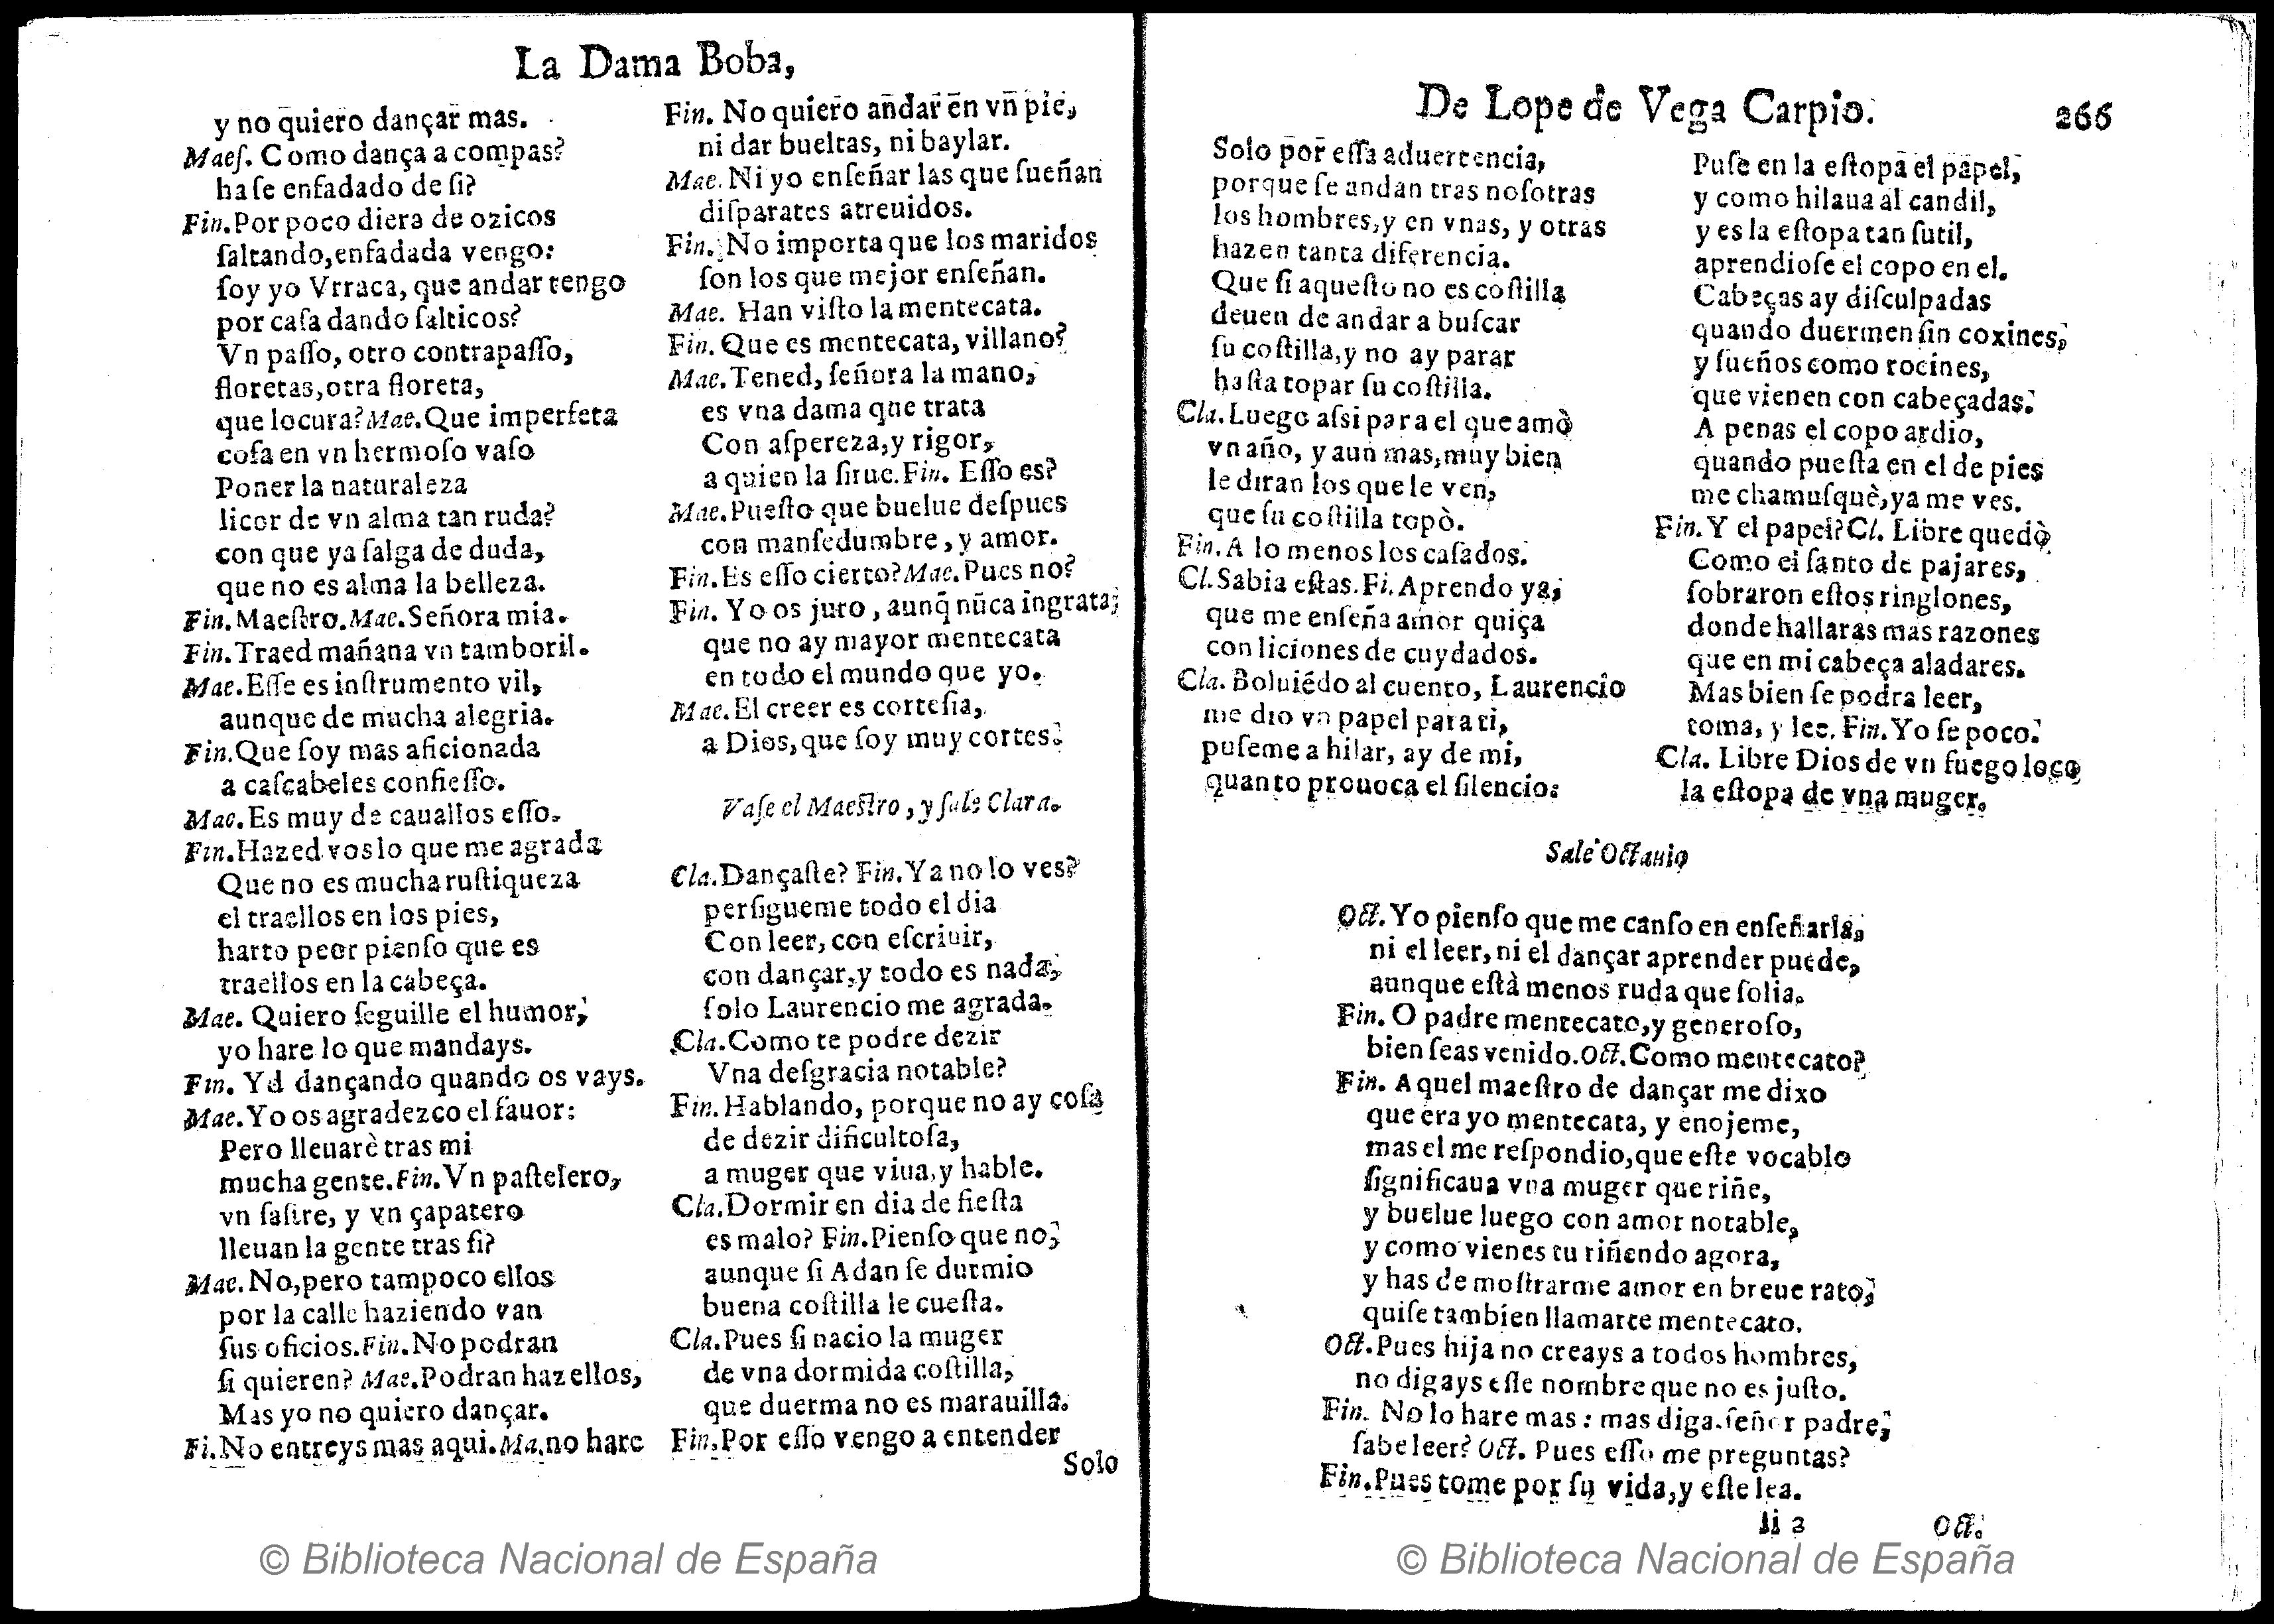 La Dama Boba,
y no quiero dançar mas.
Maeſ. Como dança a compas?
haſe enfadado de ſi?
Fin. Por poco diera de ozicos
ſaltando, enfadada vengo:
ſoy yo Vrraca, que andar tengo
por caſa dando ſalticos?
Vn paſſo, otro contrapaſſo,
floretas, otra floreta,
que locura? Mae. Que imperfeta
coſa en vn hermoſo vaſo
Poner la naturaleza
licor de vn alma tan ruda?
con que ya ſalga de duda,
que no es alma la belleza.
Fin. Maeſtro. Mae. Señora mia.
Fin. Traed mañana vn tamboril.
Mae. Eſſe es inſtrumento vil,
aunque de mucha alegria.
Fin. Que ſoy mas aficionada
a caſcabeles confieſſo.
Mae. Es muy de cauallos eſſo.
Fin. Hazed vos lo que me agrada
Que no es mucha ruſtiqueza
el traellos en los pies,
harto peor pienſo que es
traellos en la cabeça.
Mae. Quiero ſeguille el humor,
yo hare lo que mandays.
Fin. Yd dançando quando os vays.
Mae. Yo os agradezco el fauor:
Pero lleuarè tras mi
mucha gente. Fin. Vn paſtelero,
vn ſaſtre, y vn çapatero
lleuan la gente tras ſi?
Mae. No, pero tampoco ellos
por la calle haziendo van
ſus oficios. Fin. No podran
ſi quieren? Mae. Podran hazellos,
Mas yo no quiero dançar.
Fi. No entreys mas aqui. Ma. no hare
Fin. No quiero andar en vn pie,
ni dar bueltas, ni baylar.
Mae. Ni yo enſeñar las que ſueñan
diſparates atreuidos.
Fin. No importa que los maridos
ſon los que mejor enſeñan.
Mae. Han viſto la mentecata.
Fin. Que es mentecata, villano?
Mae. Tened, ſeñora la mano,
es vna dama que trata
Con aſpereza, y rigor,
a quien la ſirue. Fin. Eſſo es?
Mae. Pueſto que buelue deſpues
con manſedumbre, y amor.
Fin. Es eſſo cierto? Mae. Pues no?
Fin. Yo os juro, aunq̃ nũca ingrata,
que no ay mayor mentecata
en todo el mundo que yo.
Mae. El creer es corteſia,
a Dios, que ſoy muy cortes.
Vaſe el Maeſtro, y ſale Clara.
Cla. Dançaſte? Fin. Ya no lo ves?
perſigueme todo el dia
Con leer, con eſcriuir,
con dançar, y todo es nada,
ſolo Laurencio me agrada.
Cla. Como te podre dezir
Vna deſgracia notable?
Fin. Hablando, porque no ay coſa
de dezir dificultoſa,
a muger que viua, y hable.
Cla. Dormir en dia de fieſta
es malo? Fin. Pienſo que no,
aunque ſi Adan ſe durmio
buena coſtilla le cueſta.
Cla. Pues ſi nacio la muger
de vna dormida coſtilla,
que duerma no es marauilla.
Fin. Por eſſo vengo a entender
Solo
© Biblioteca Nacional de España
De Lope de Vega Carpio.
266
Solo por eſſa aduertencia,
porque ſe andan tras noſotras
los hombres, y en vnas, y otras
hazen tanta diferencia.
Que ſi aqueſto no es coſtilla
deuen de andar a buſcar
ſu coſtilla, y no ay parar
haſta topar ſu coſtilla.
Cla. Luego aſsi para el que amò
vn año, y aun mas, muy bien
le diran los que le ven,
que ſu coſtilla topò.
Fin. A lo menos los caſados.
Cl. Sabia eſtas. Fi. Aprendo ya,
que me enſeña amor quiça
con liciones de cuydados.
Cla. Boluiẽdo al cuento, Laurencio
me dio vn papel para ti,
puſeme a hilar, ay de mi,
quanto prouoca el ſilencio:
Puſe en la eſtopa el papel,
y como hilaua al candil,
y es la eſtopa tan ſutil,
aprendioſe el copo en el.
Cabeças ay diſculpadas
quando duermen ſin coxines,
y ſueños como rocines,
que vienen con cabeçadas.
A penas el copo ardio,
quando pueſta en el de pies
me chamuſquè, ya me ves.
Fin. Y el papel? Cl. Libre quedò
Como el ſanto de pajares,
ſobraron eſtos ringlones,
donde hallaras mas razones
que en mi cabeça aladares.
Mas bien ſe podra leer,
toma, y lee. Fin. Yo ſe poco.
Cla. Libre Dios de vn fuego loco
la eſtopa de vna muger.
Sale Octauio
Oct. Yo pienſo que me canſo en enſeñarla,
ni el leer, ni el dançar aprender puede,
aunque eſtà menos ruda que ſolia.
Fin. O padre mentecato, y generoſo,
bien ſeas venido. Oct. Como mentecato?
Fin. Aquel maeſtro de dançar me dixo
que era yo mentecata, y enojeme,
mas el me reſpondio, que eſte vocablo
ſignificaua vna muger que riñe,
y buelue luego con amor notable,
y como vienes tu riñendo agora,
y has de moſtrarme amor en breue rato,
quiſe tambien llamarte mentecato.
Oct. Pues hija no creays a todos hombres,
no digays eſſe nombre que no es juſto.
Fin. No lo hare mas: mas diga ſeñor padre,
ſabe leer? Oct. Pues eſſo me preguntas?
Fin. Pues tome por ſu vida, y eſte lea.
Ii 2
Oct.
© Biblioteca Nacional de España